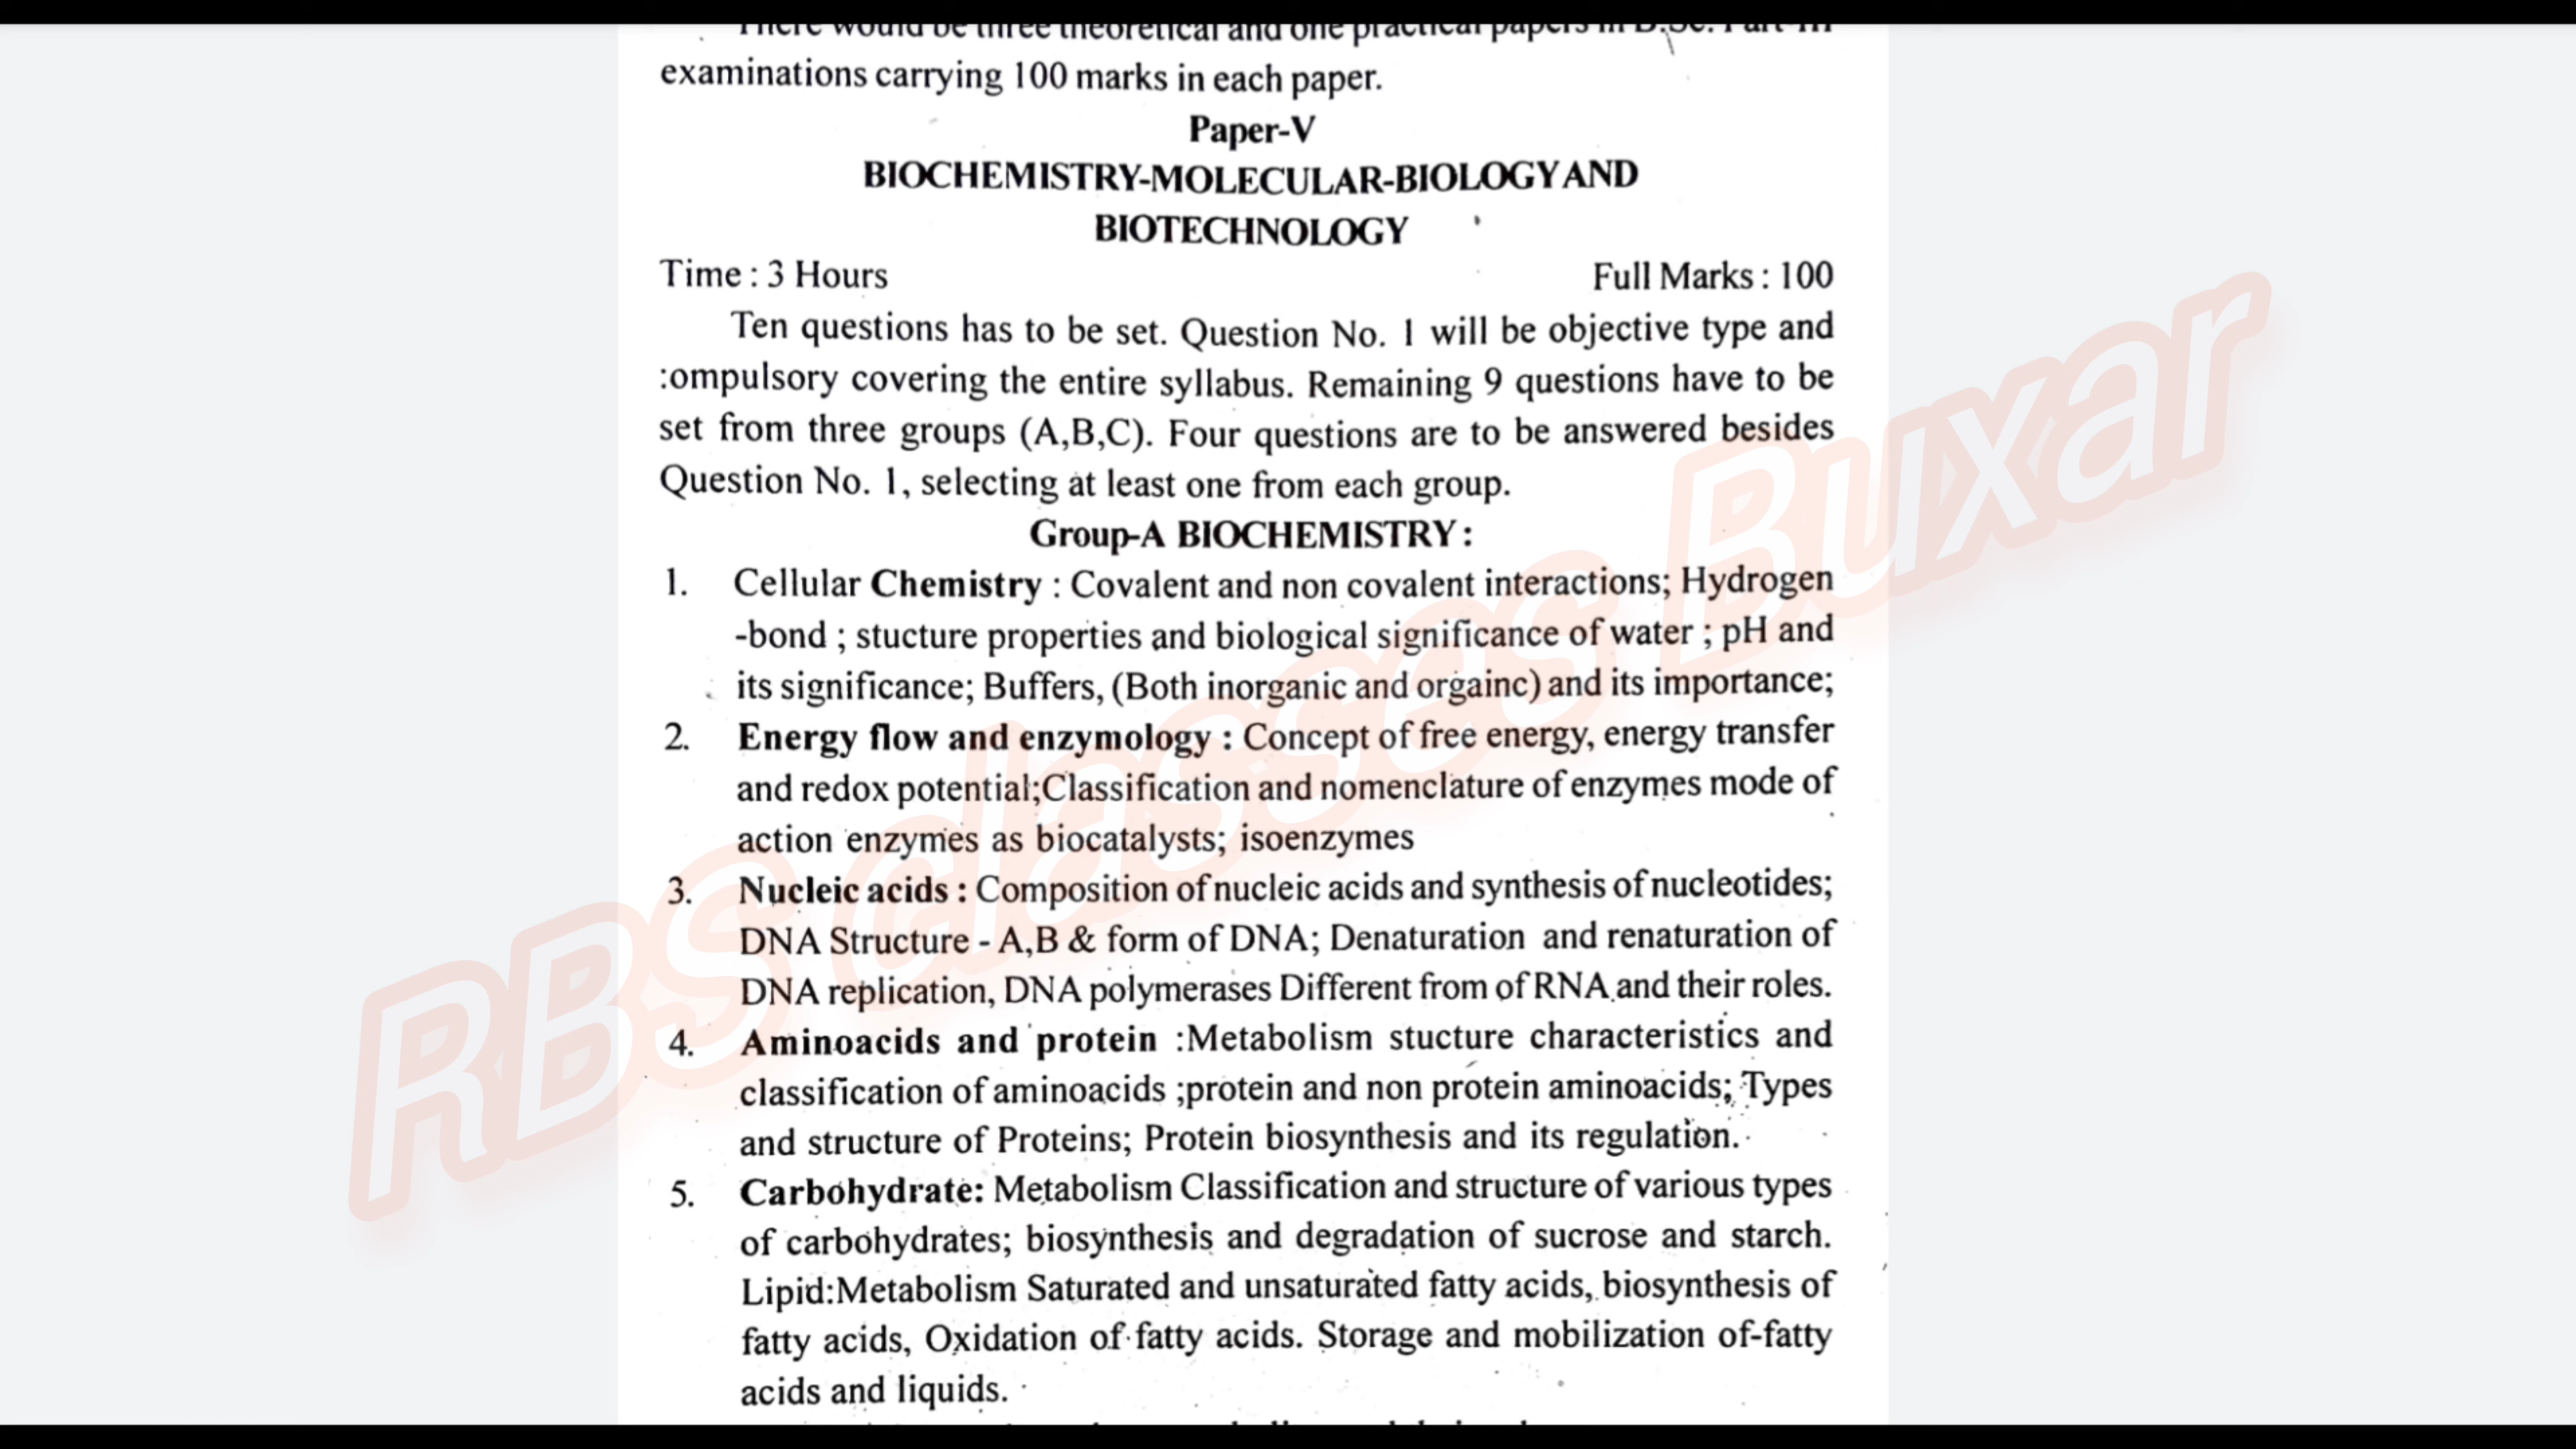 There would be three theoretical and one practical papers in B.Sc. Part-III
examinations carrying 100 marks in each paper.
Paper-V
BIOCHEMISTRY-MOLECULAR-BIOLOGY AND
BIOTECHNOLOGY
Time : 3 Hours Full Marks : 100
Ten questions has to be set. Question No. 1 will be objective type and
:ompulsory covering the entire syllabus. Remaining 9 questions have to be
set from three groups (A,B,C). Four questions are to be answered besides
Question No. 1, selecting at least one from each group.
Group-A BIOCHEMISTRY :
1. Cellular Chemistry : Covalent and non covalent interactions; Hydrogen
-bond ; stucture properties and biological significance of water ; pH and
its significance; Buffers, (Both inorganic and orgainc) and its importance;
2. Energy flow and enzymology : Concept of free energy, energy transfer
and redox potential;Classification and nomenclature of enzymes mode of
action enzymes as biocatalysts; isoenzymes
3. Nucleic acids : Composition of nucleic acids and synthesis of nucleotides;
DNA Structure - A,B & form of DNA; Denaturation and renaturation of
DNA replication, DNA polymerases Different from of RNA and their roles.
4. Aminoacids and protein :Metabolism stucture characteristics and
classification of aminoacids ;protein and non protein aminoacids; Types
and structure of Proteins; Protein biosynthesis and its regulation.
5. Carbohydrate: Metabolism Classification and structure of various types
of carbohydrates; biosynthesis and degradation of sucrose and starch.
Lipid:Metabolism Saturated and unsaturated fatty acids, biosynthesis of
fatty acids, Oxidation of fatty acids. Storage and mobilization of-fatty
acids and liquids.
RBS classes Buxar